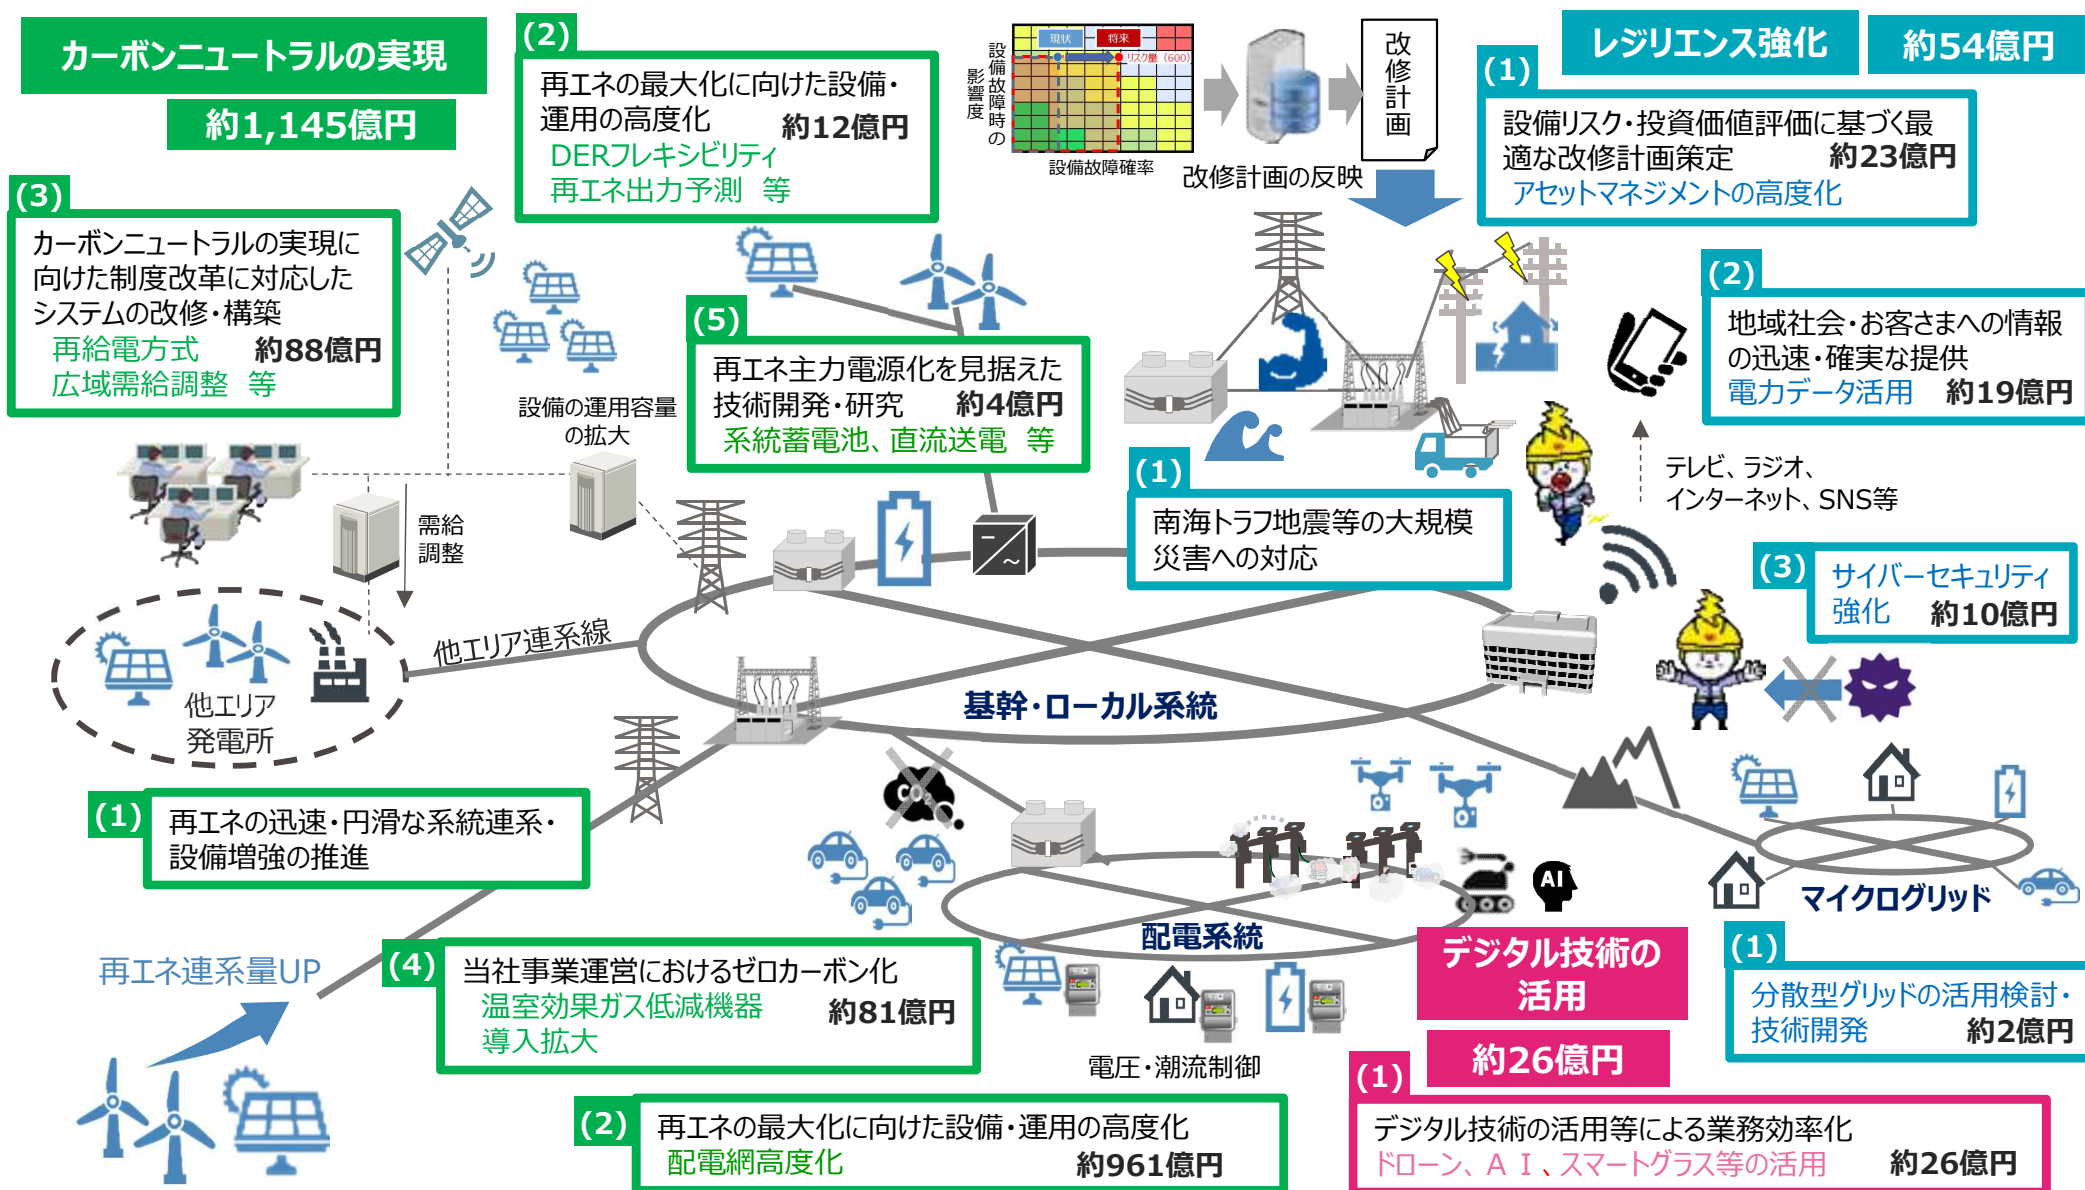 カーボンニュートラルの実現
約1,145億円
(2)
再エネの最大化に向けた設備・
運用の高度化
約12億円
DERフレキシビリティ
再エネ出力予測 等
設備故障時の
影響度
現状
将来
リスク量(600)
設備故障確率
改修計画の反映
改修計画
レジリエンス強化
約54億円
(1)
設備リスク・投資価値評価に基づく最
適な改修計画策定
約23億円
アセットマネジメントの高度化
(3)
カーボンニュートラルの実現に
向けた制度改革に対応した
システムの改修・構築
再給電方式
約88億円
広域需給調整 等
(5)
再エネ主力電源化を見据えた
技術開発・研究
約4億円
系統蓄電池、直流送電 等
(2)
地域社会・お客さまへの情報
の迅速・確実な提供
電力データ活用
約19億円
設備の運用容量
の拡大
需給
調整
(1)
南海トラフ地震等の大規模
災害への対応
テレビ、ラジオ、
インターネット、SNS等
(3)
サイバーセキュリティ
強化
約10億円
他エリア連系線
他エリア
発電所
基幹・ローカル系統
(1)
再エネの迅速・円滑な系統連系・
設備増強の推進
CO₂
AI
マイクログリッド
配電系統
再エネ連系量UP
(4)
当社事業運営におけるゼロカーボン化
温室効果ガス低減機器
導入拡大
約81億円
電圧・潮流制御
デジタル技術の
活用
約26億円
(1)
分散型グリッドの活用検討・
技術開発
約2億円
(2)
再エネの最大化に向けた設備・運用の高度化
配電網高度化
約961億円
(1)
デジタル技術の活用等による業務効率化
ドローン、AI、スマートグラス等の活用
約26億円